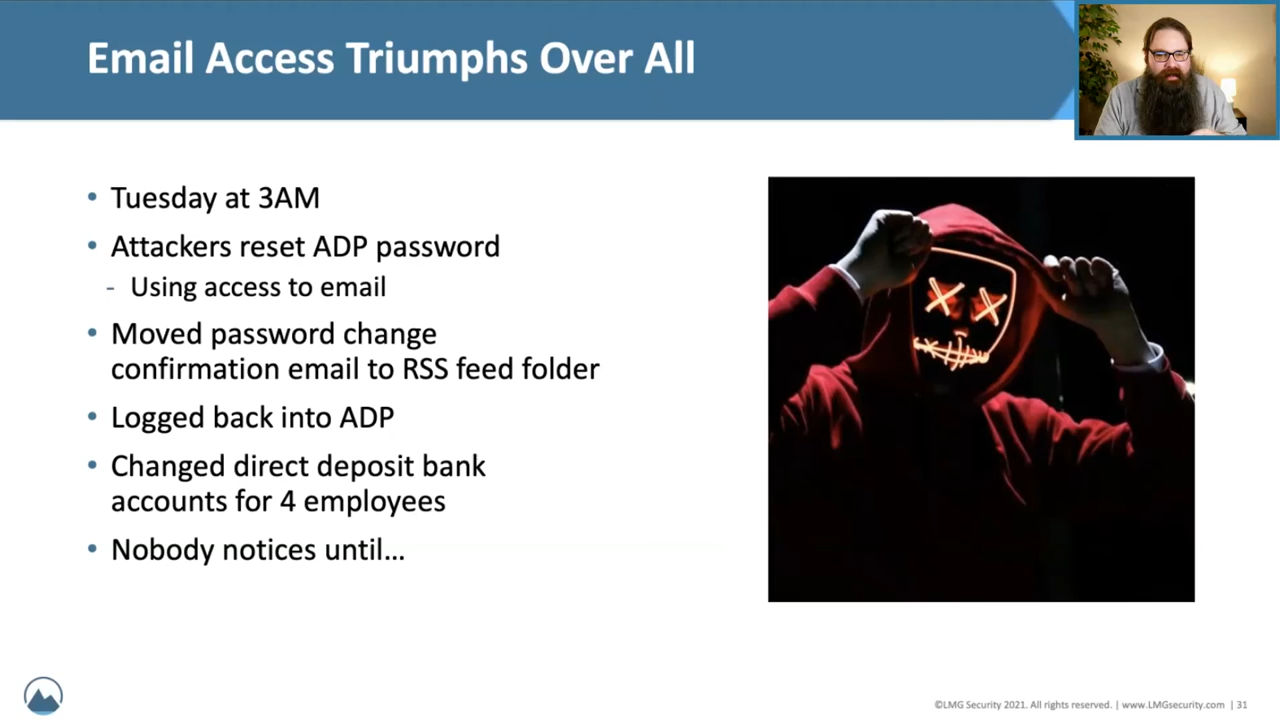 Email Access Triumphs Over All
• Tuesday at 3AM
• Attackers reset ADP password
- Using access to email
• Moved password change
confirmation email to RSS feed folder
• Logged back into ADP
• Changed direct deposit bank
accounts for 4 employees
• Nobody notices until…
©LMG Security 2021. All rights reserved. | www.LMGsecurity.com | 31